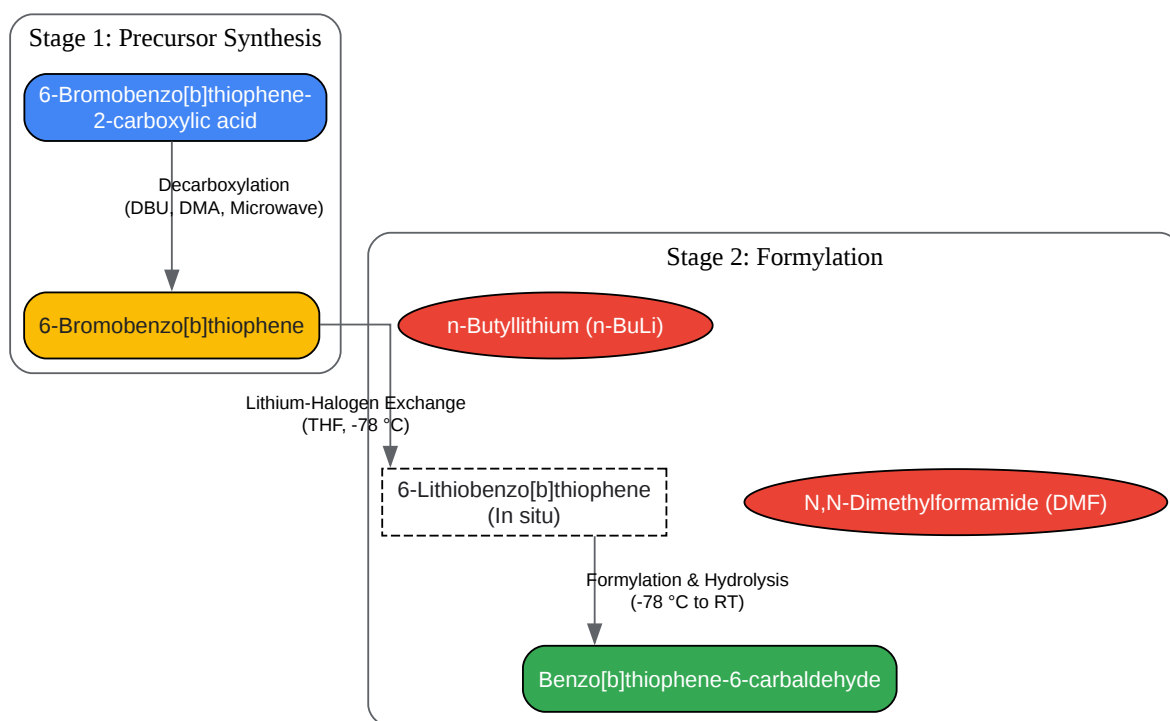 Stage 1: Precursor Synthesis
6-Bromobenzo[b]thiophene-
2-carboxylic acid
Decarboxylation
(DBU, DMA, Microwave)
6-Bromobenzo[b]thiophene
Stage 2: Formylation
n-Butyllithium (n-BuLi)
Lithium-Halogen Exchange
(THF, -78 °C)
6-Lithiobenzo[b]thiophene
(In situ)
N,N-Dimethylformamide (DMF)
Formylation & Hydrolysis
(-78 °C to RT)
Benzo[b]thiophene-6-carbaldehyde